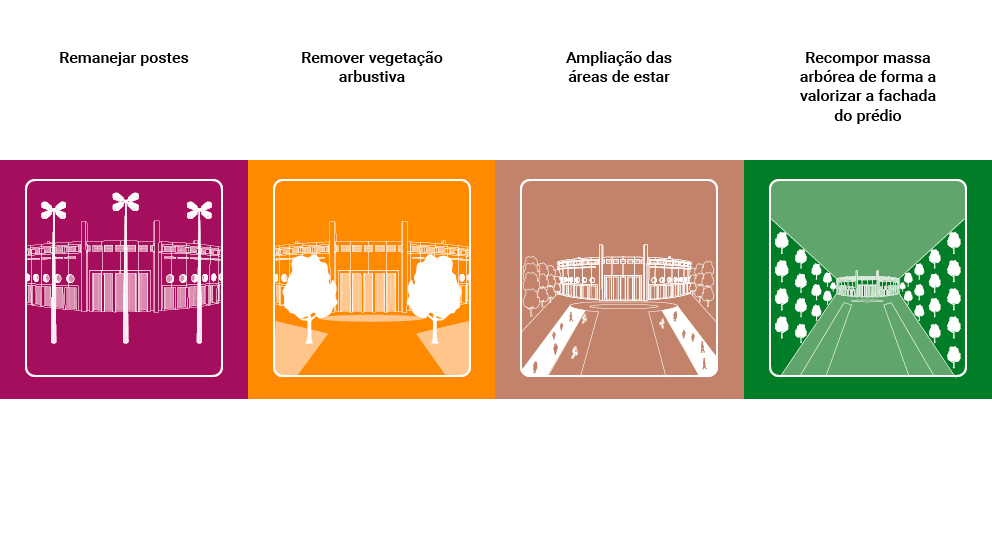 Remanejar postes
Remover vegetação
arbustiva
Ampliação das
áreas de estar
Recompor massa
arbórea de forma a
valorizar a fachada
do prédio